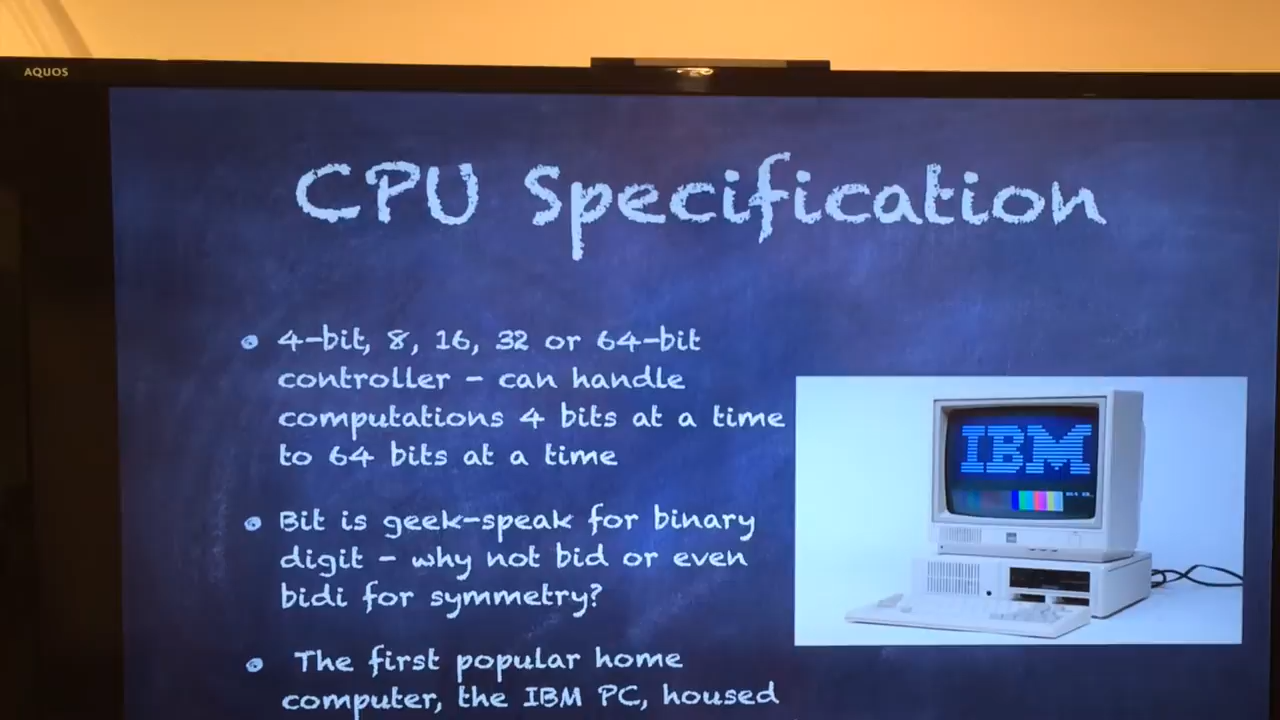 AQUOS
CPU Specification
4-bit, 8, 16, 32 or 64-bit
controller - can handle
computations 4 bits at a time
to 64 bits at a time
Bit is geek-speak for binary
digit - why not bid or even
bidi for symmetry?
The first popular home
computer, the IBM PC, housed
IBM